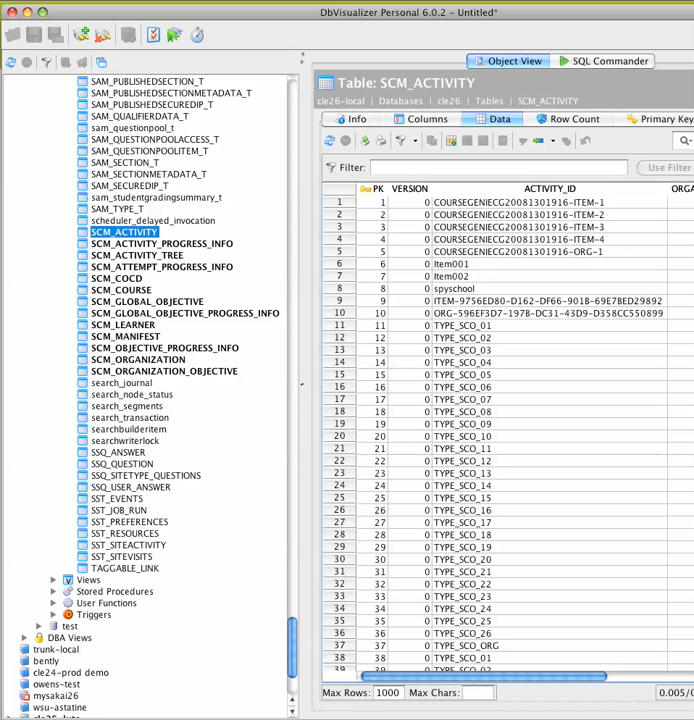 DbVisualizer Personal 6.0.2 – Untitled*
Object View
SQL Commander
Table: SCM_ACTIVITY
cle26-local | Databases | cle26 | Tables | SCM_ACTIVITY
Info
Columns
Data
Row Count
Primary Key
Filter:
Use Filter
SAM_PUBLISHEDSECTION_T
SAM_PUBLISHEDSECTIONMETADATA_T
SAM_PUBLISHEDSECUREDIP_T
SAM_QUALIFIERDATA_T
sam_questionpool_t
SAM_QUESTIONPOOLACCESS_T
SAM_QUESTIONPOOLITEM_T
SAM_SECTION_T
SAM_SECTIONMETADATA_T
SAM_SECUREDIP_T
sam_studentgradingsummary_t
SAM_TYPE_T
scheduler_delayed_invocation
SCM_ACTIVITY
SCM_ACTIVITY_PROGRESS_INFO
SCM_ACTIVITY_TREE
SCM_ATTEMPT_PROGRESS_INFO
SCM_COCD
SCM_COURSE
SCM_GLOBAL_OBJECTIVE
SCM_GLOBAL_OBJECTIVE_PROGRESS_INFO
SCM_LEARNER
SCM_MANIFEST
SCM_OBJECTIVE_PROGRESS_INFO
SCM_ORGANIZATION
SCM_ORGANIZATION_OBJECTIVE
search_journal
search_node_status
search_segments
search_transaction
searchbuilderitem
searchwriterlock
SSQ_ANSWER
SSQ_QUESTION
SSQ_SITETYPE_QUESTIONS
SSQ_USER_ANSWER
SST_EVENTS
SST_JOB_RUN
SST_PREFERENCES
SST_RESOURCES
SST_SITEACTIVITY
SST_SITEVISITS
TAGGABLE_LINK
Views
Stored Procedures
User Functions
Triggers
test
DBA Views
trunk-local
bently
cle24-prod demo
owens-test
mysakai26
wsu-astatine
PK VERSION ACTIVITY_ID ORGA
1 1 0 COURSEGENIECG20081301916-ITEM-1
2 2 0 COURSEGENIECG20081301916-ITEM-2
3 3 0 COURSEGENIECG20081301916-ITEM-3
4 4 0 COURSEGENIECG20081301916-ITEM-4
5 5 0 COURSEGENIECG20081301916-ORG-1
6 6 0 Item001
7 7 0 Item002
8 8 0 spyschool
9 9 0 ITEM-9756ED80-D162-DF66-901B-69E7BED29892
10 10 0 ORG-596EF3D7-197B-DC31-43D9-D358CC550899
11 11 0 TYPE_SCO_01
12 12 0 TYPE_SCO_02
13 13 0 TYPE_SCO_03
14 14 0 TYPE_SCO_04
15 15 0 TYPE_SCO_05
16 16 0 TYPE_SCO_06
17 17 0 TYPE_SCO_07
18 18 0 TYPE_SCO_08
19 19 0 TYPE_SCO_09
20 20 0 TYPE_SCO_10
21 21 0 TYPE_SCO_11
22 22 0 TYPE_SCO_12
23 23 0 TYPE_SCO_13
24 24 0 TYPE_SCO_14
25 25 0 TYPE_SCO_15
26 26 0 TYPE_SCO_16
27 27 0 TYPE_SCO_17
28 28 0 TYPE_SCO_18
29 29 0 TYPE_SCO_19
30 30 0 TYPE_SCO_20
31 31 0 TYPE_SCO_21
32 32 0 TYPE_SCO_22
33 33 0 TYPE_SCO_23
34 34 0 TYPE_SCO_24
35 35 0 TYPE_SCO_25
36 36 0 TYPE_SCO_26
37 37 0 TYPE_SCO_ORG
38 38 0 TYPE_SCO_01
Max Rows: 1000 Max Chars: 0.005/0